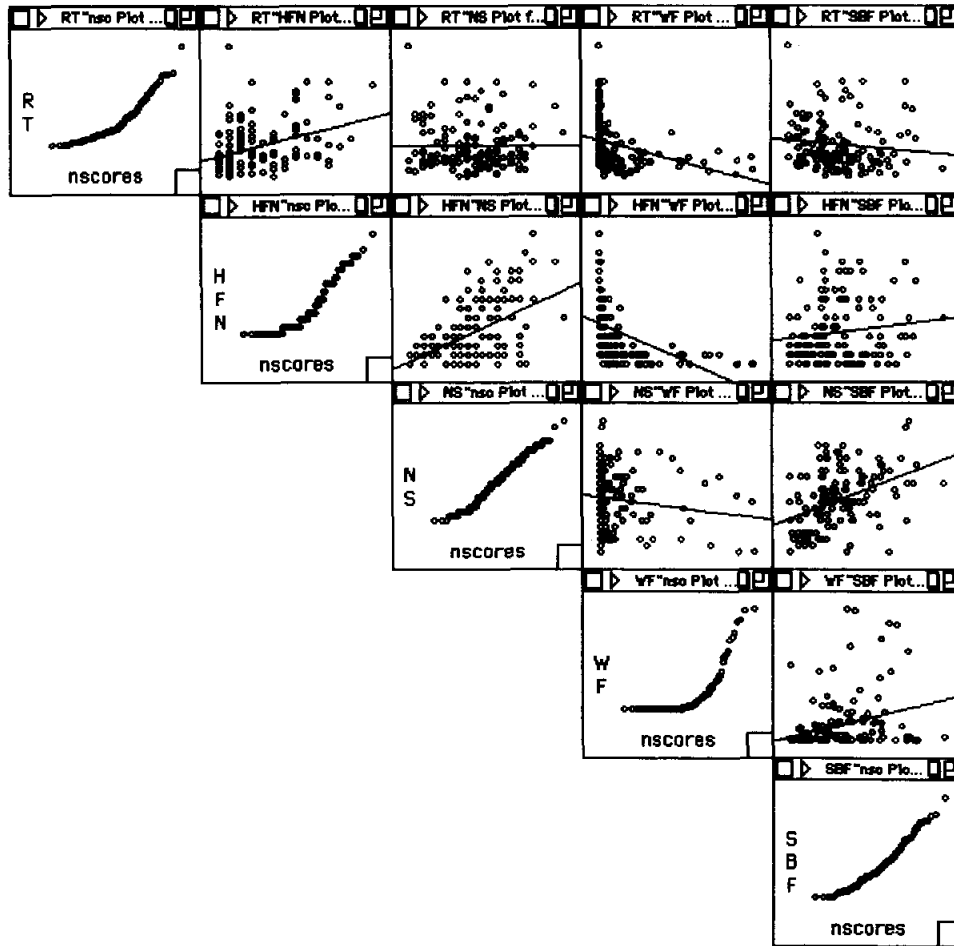 RT~nso Plot ...
RT~HFN Plot...
RT~NS Plot f...
RT~WF Plot ...
RT~SBF Plot...
R
T
nscores
HFN~nso Plo...
HFN~NS Plot...
HFN~WF Plot...
HFN~SBF Plo...
H
F
N
nscores
NS~nso Plot ...
NS~WF Plot ...
NS~SBF Plot...
N
S
nscores
WF~nso Plot ...
WF~SBF Plot...
W
F
nscores
SBF~nso Plo...
S
B
F
nscores